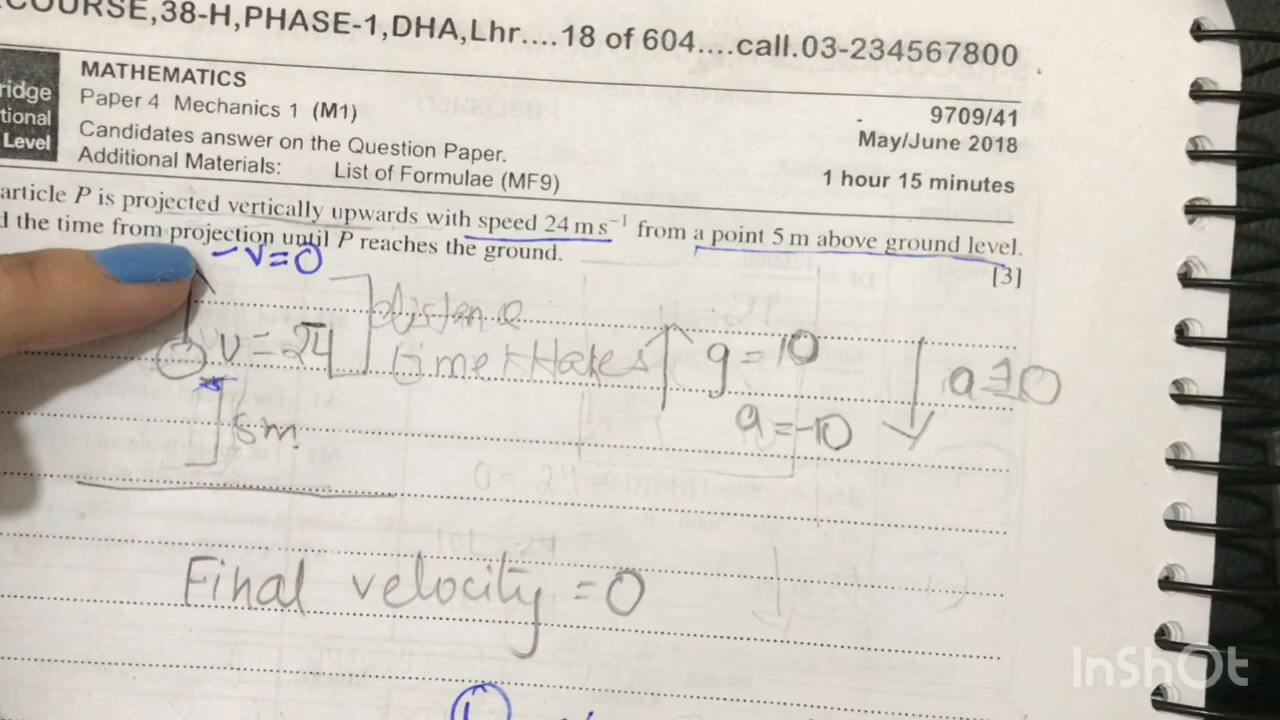 COURSE,38-H,PHASE-1,DHA,Lhr....18 of 604....call.03-234567800
ridge
tional
Level
MATHEMATICS
Paper 4 Mechanics 1 (M1)
Candidates answer on the Question Paper.
Additional Materials: List of Formulae (MF9)
9709/41
May/June 2018
1 hour 15 minutes
article P is projected vertically upwards with speed 24 m s⁻¹ from a point 5 m above ground level.
d the time from projection until P reaches the ground.
[3]
v=0
v=24
distance
time + takes
g=10
a=-10
a=10
5m
Final velocity = 0
InShOt